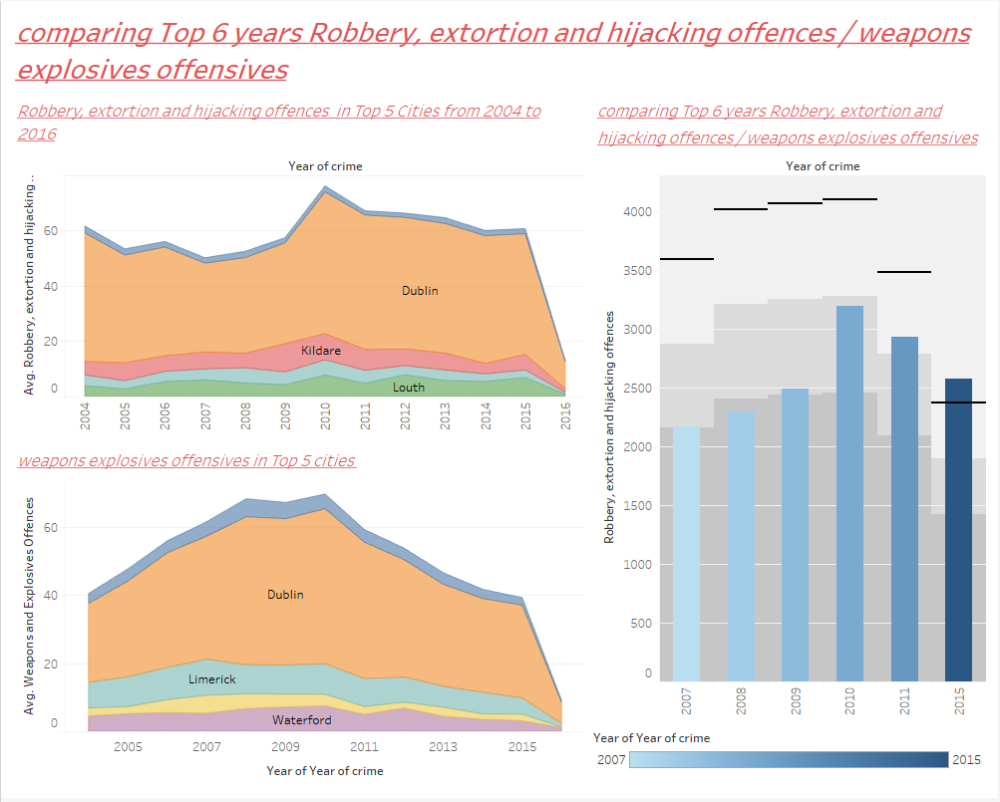 comparing Top 6 years Robbery, extortion and hijacking offences / weapons
explosives offensives
Robbery, extortion and hijacking offences in Top 5 Cities from 2004 to
2016
Year of crime
Avg. Robbery, extortion and hijacking ..
60
40
20
0
Dublin
Kildare
Louth
2004
2005
2006
2007
2008
2009
2010
2011
2012
2013
2014
2015
2016
weapons explosives offensives in Top 5 cities
Avg. Weapons and Explosives Offences
60
40
20
0
Dublin
Limerick
Waterford
2005
2007
2009
2011
2013
2015
Year of Year of crime
comparing Top 6 years Robbery, extortion and
hijacking offences / weapons explosives offensives
Year of crime
Robbery, extortion and hijacking offences
4000
3500
3000
2500
2000
1500
1000
500
0
2007
2008
2009
2010
2011
2015
Year of Year of crime
2007
2015